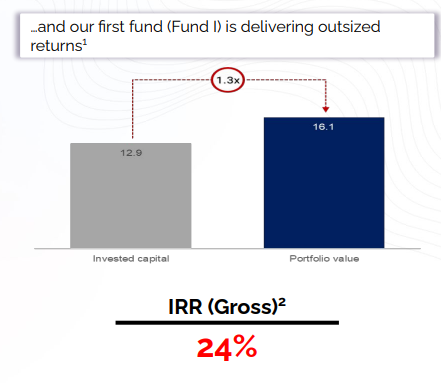 …and our first fund (Fund I) is delivering outsized
returns¹
1.3x
16.1
12.9
Invested capital
Portfolio value
IRR (Gross)²
24%